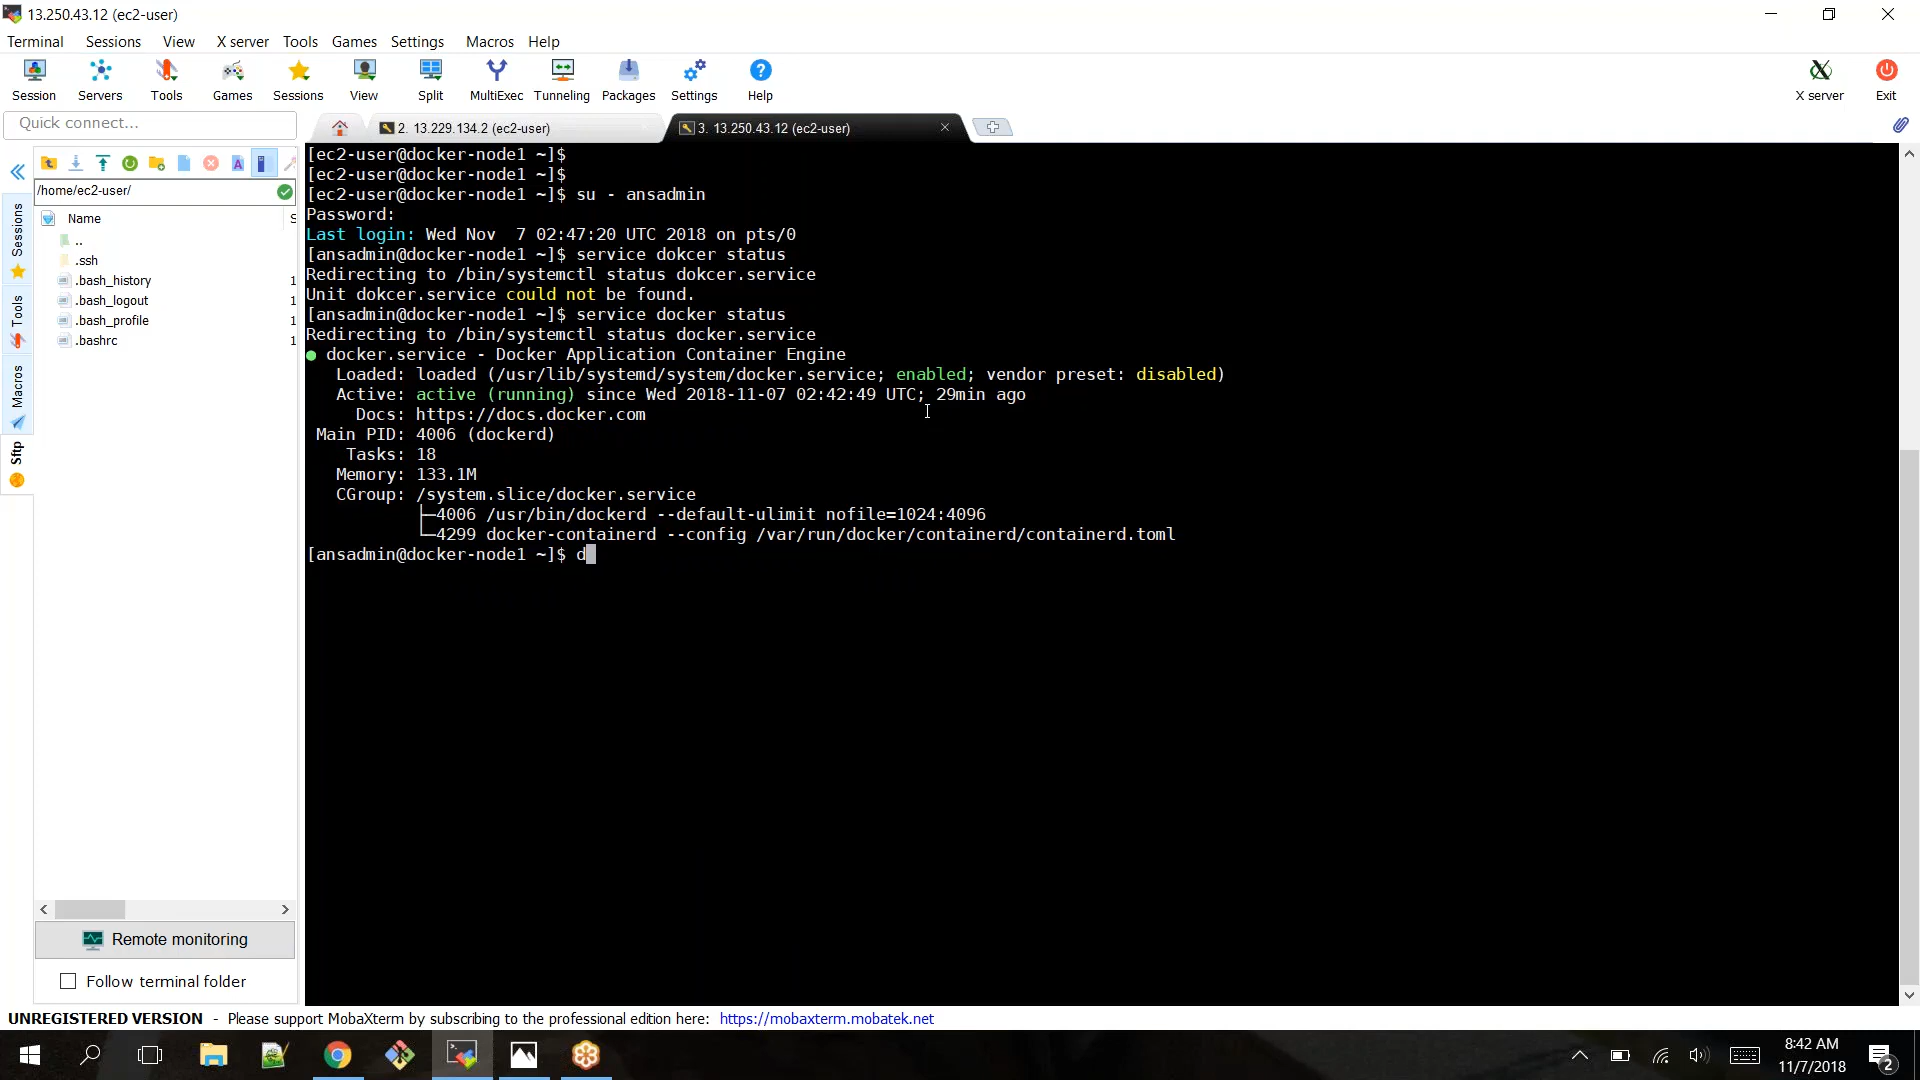 13.250.43.12 (ec2-user)
Terminal Sessions View X server Tools Games Settings Macros Help
Session Servers Tools Games Sessions View Split MultiExec Tunneling Packages Settings Help X server Exit
Quick connect...
2. 13.229.134.2 (ec2-user)
3. 13.250.43.12 (ec2-user)
/home/ec2-user/
Name S
..
.ssh
.bash_history 1
.bash_logout 1
.bash_profile 1
.bashrc 1
Sessions
Tools
Macros
Sftp
[ec2-user@docker-node1 ~]$
[ec2-user@docker-node1 ~]$
[ec2-user@docker-node1 ~]$ su - ansadmin
Password:
Last login: Wed Nov  7 02:47:20 UTC 2018 on pts/0
[ansadmin@docker-node1 ~]$ service dokcer status
Redirecting to /bin/systemctl status dokcer.service
Unit dokcer.service could not be found.
[ansadmin@docker-node1 ~]$ service docker status
Redirecting to /bin/systemctl status docker.service
● docker.service - Docker Application Container Engine
Loaded: loaded (/usr/lib/systemd/system/docker.service; enabled; vendor preset: disabled)
Active: active (running) since Wed 2018-11-07 02:42:49 UTC; 29min ago
Docs: https://docs.docker.com
Main PID: 4006 (dockerd)
Tasks: 18
Memory: 133.1M
CGroup: /system.slice/docker.service
├─4006 /usr/bin/dockerd --default-ulimit nofile=1024:4096
└─4299 docker-containerd --config /var/run/docker/containerd/containerd.toml
[ansadmin@docker-node1 ~]$ d
Remote monitoring
Follow terminal folder
UNREGISTERED VERSION - Please support MobaXterm by subscribing to the professional edition here: https://mobaxterm.mobatek.net
8:42 AM
11/7/2018
2